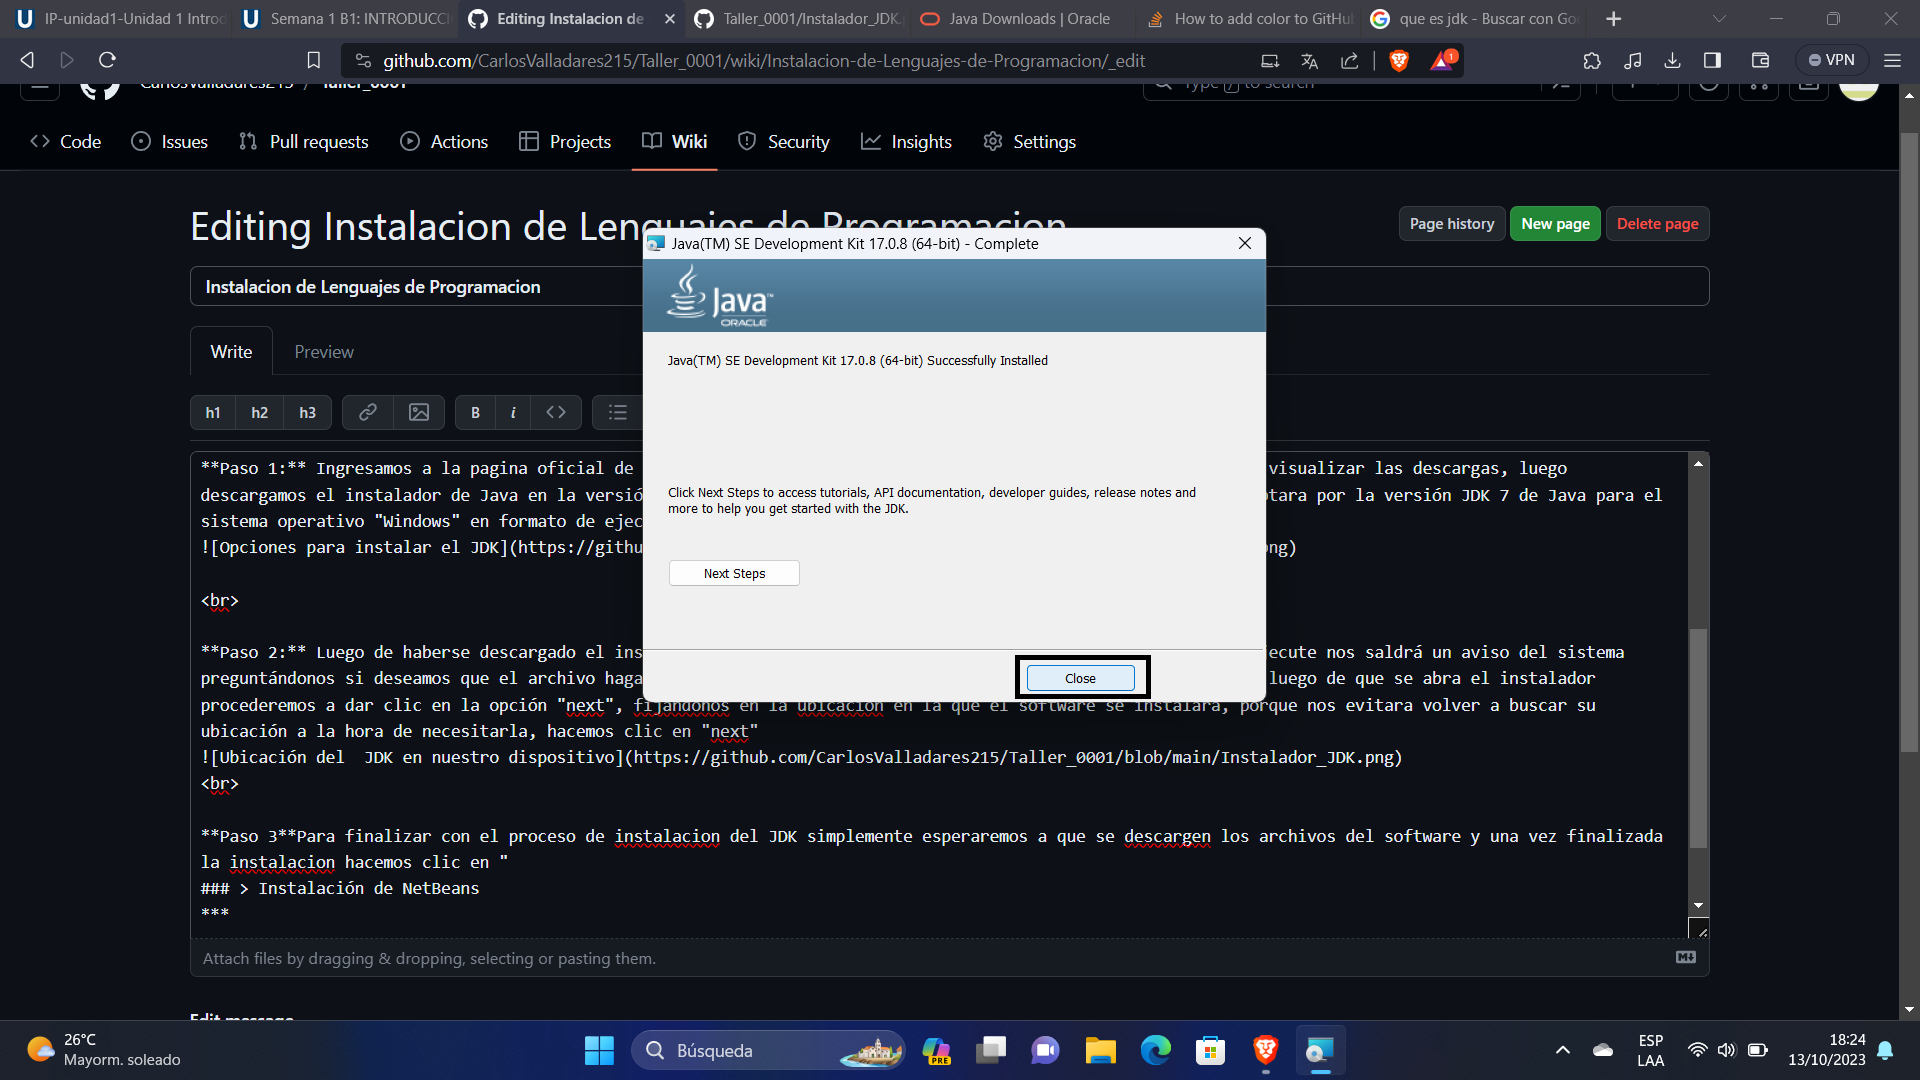 IP-unidad1-Unidad 1 Introd
Semana 1 B1: INTRODUCCI
Editing Instalacion de
Taller_0001/Instalador_JDK.
Java Downloads | Oracle
How to add color to GitHu
que es jdk - Buscar con Go
github.com/CarlosValladares215/Taller_0001/wiki/Instalacion-de-Lenguajes-de-Programacion/_edit
1
VPN
CarlosValladares215 / Taller_0001
Type / to search
Code
Issues
Pull requests
Actions
Projects
Wiki
Security
Insights
Settings
Editing Instalacion de Lenguajes de Programacion
Page history
New page
Delete page
Instalacion de Lenguajes de Programacion
Write
Preview
h1
h2
h3
B
i
Java(TM) SE Development Kit 17.0.8 (64-bit) - Complete
Java™
ORACLE
Java(TM) SE Development Kit 17.0.8 (64-bit) Successfully Installed
Click Next Steps to access tutorials, API documentation, developer guides, release notes and
more to help you get started with the JDK.
Next Steps
Close
**Paso 1:** Ingresamos a la pagina oficial de visualizar las descargas, luego
descargamos el instalador de Java en la versió tara por la versión JDK 7 de Java para el
sistema operativo "Windows" en formato de ejec
![Opciones para instalar el JDK](https://githu ng)
<br>
**Paso 2:** Luego de haberse descargado el ins ecute nos saldrá un aviso del sistema
preguntándonos si deseamos que el archivo haga luego de que se abra el instalador
procederemos a dar clic en la opción "next", fijandonos en la ubicacion en la que el software se instalara, porque nos evitara volver a buscar su
ubicación a la hora de necesitarla, hacemos clic en "next"
![Ubicación del  JDK en nuestro dispositivo](https://github.com/CarlosValladares215/Taller_0001/blob/main/Instalador_JDK.png)
<br>
**Paso 3**Para finalizar con el proceso de instalacion del JDK simplemente esperaremos a que se descargen los archivos del software y una vez finalizada
la instalacion hacemos clic en "
### > Instalación de NetBeans
***
Attach files by dragging & dropping, selecting or pasting them.
Edit message
26°C
Mayorm. soleado
Búsqueda
PRE
ESP
LAA
18:24
13/10/2023